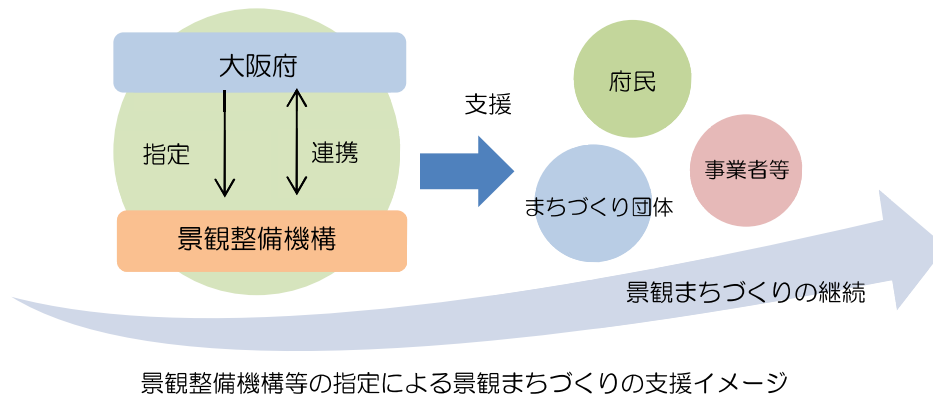 大阪府
指定
連携
景観整備機構
支援
府民
事業者等
まちづくり団体
景観まちづくりの継続
景観整備機構等の指定による景観まちづくりの支援イメージ